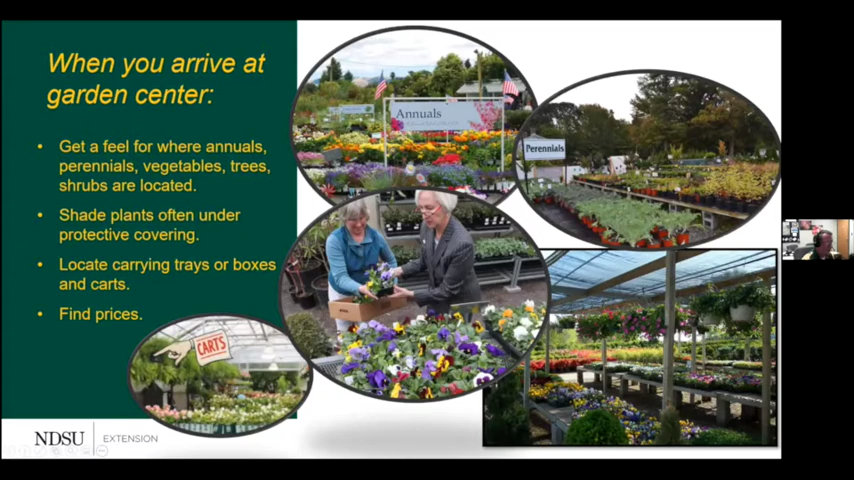 When you arrive at
garden center:
• Get a feel for where annuals,
perennials, vegetables, trees,
shrubs are located.
• Shade plants often under
protective covering.
• Locate carrying trays or boxes
and carts.
• Find prices.
Annuals
Perennials
CARTS
NDSU EXTENSION